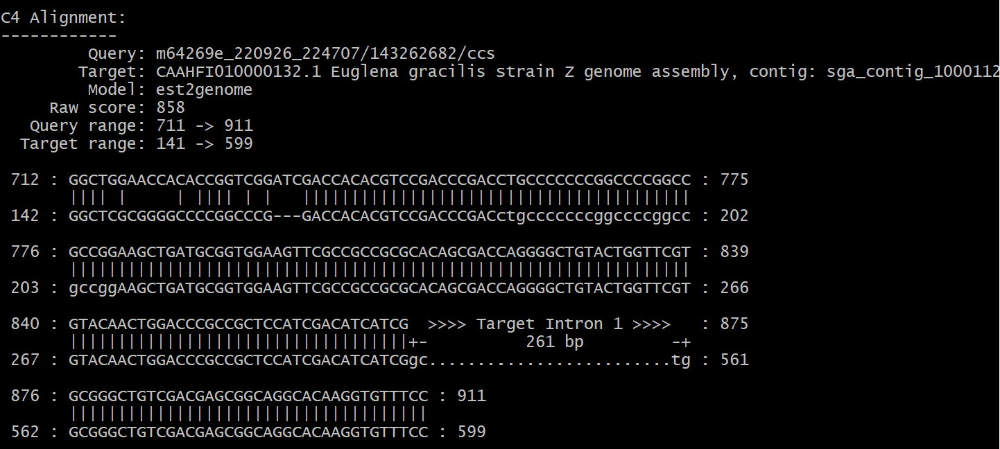 C4 Alignment:
------------
         Query: m64269e_220926_224707/143262682/ccs
        Target: CAAHFI010000132.1 Euglena gracilis strain Z genome assembly, contig: sga_contig_1000112
         Model: est2genome
     Raw score: 858
   Query range: 711 -> 911
  Target range: 141 -> 599

 712 : GGCTGGAACCACACCGGTCGGATCGACCACACGTCCGACCCGACCTGCCCCCCCGGCCCCGGCC : 775
       |||| |     | |||| | |   ||||||||||||||||||||||||||||||||||||||||
 142 : GGCTCGCGGGGCCCCGGCCCG---GACCACACGTCCGACCCGACctgcccccccggccccggcc : 202

 776 : GCCGGAAGCTGATGCGGTGGAAGTTCGCCGCCGCGCACAGCGACCAGGGGCTGTACTGGTTCGT : 839
       ||||||||||||||||||||||||||||||||||||||||||||||||||||||||||||||||
 203 : gccggAAGCTGATGCGGTGGAAGTTCGCCGCCGCGCACAGCGACCAGGGGCTGTACTGGTTCGT : 266

 840 : GTACAACTGGACCCGCCGCTCCATCGACATCATCG  >>>> Target Intron 1 >>>>   : 875
       |||||||||||||||||||||||||||||||||||+-          261 bp         -+
 267 : GTACAACTGGACCCGCCGCTCCATCGACATCATCGgc.........................tg : 561

 876 : GCGGGCTGTCGACGAGCGGCAGGCACAAGGTGTTTCC : 911
       |||||||||||||||||||||||||||||||||||||
 562 : GCGGGCTGTCGACGAGCGGCAGGCACAAGGTGTTTCC : 599